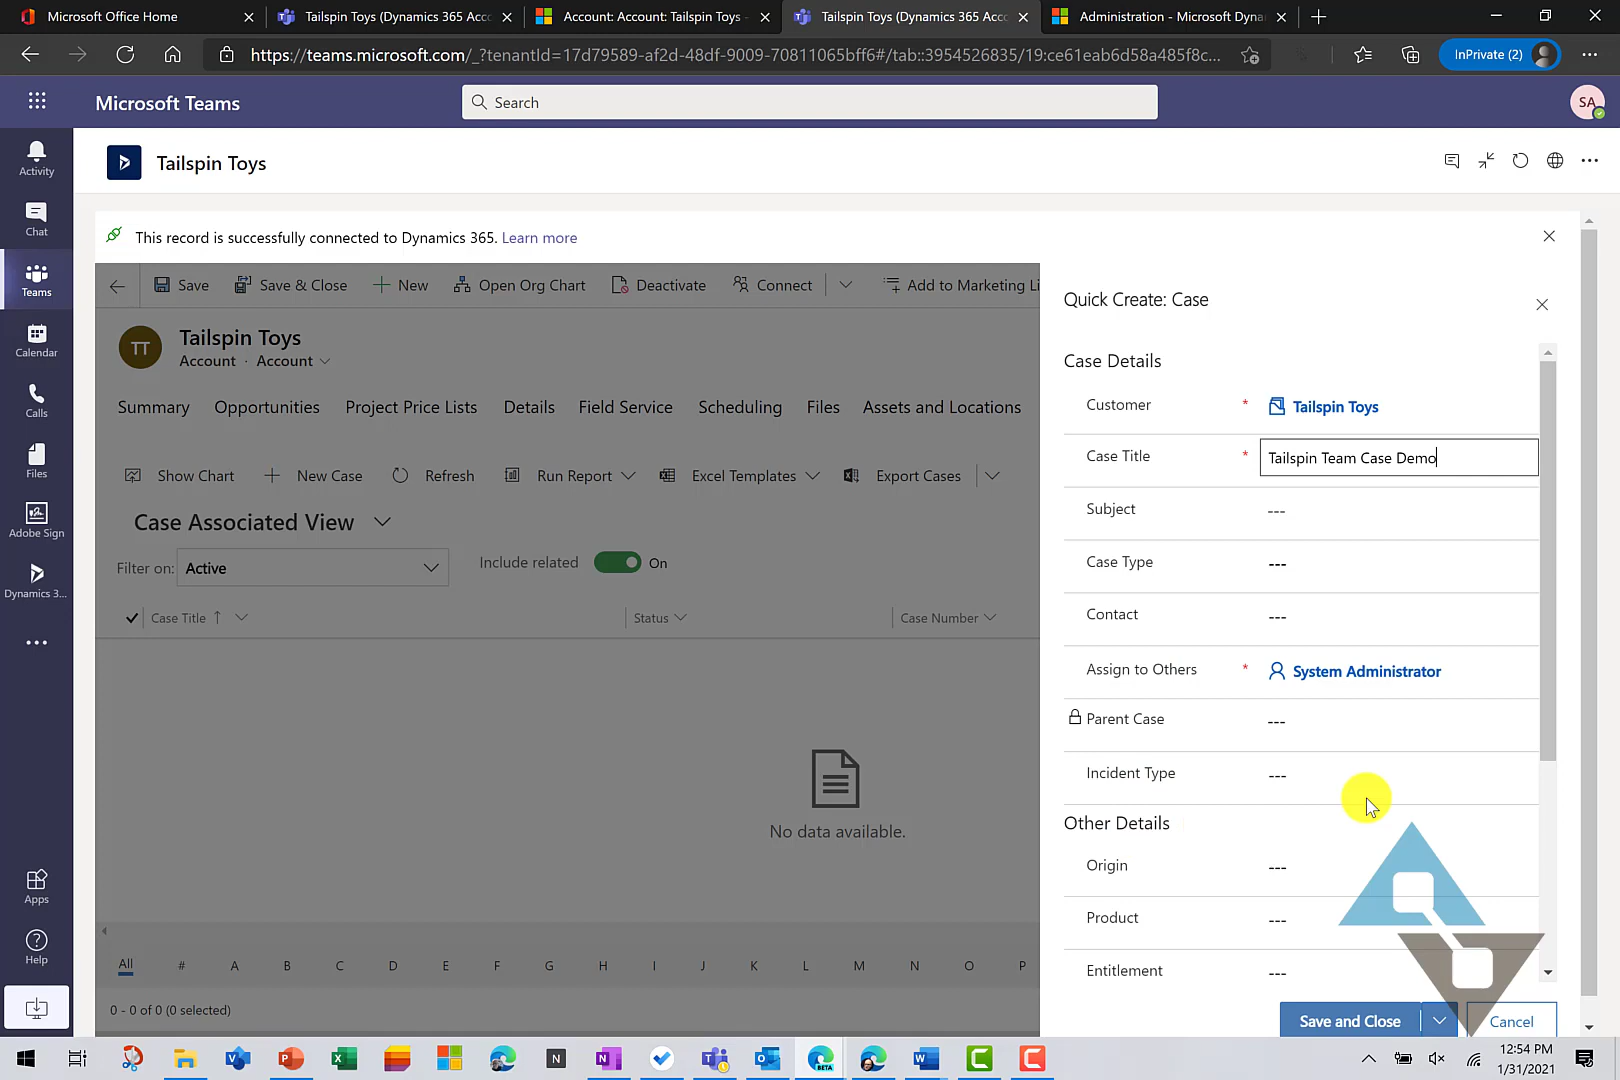 Microsoft Office Home
Tailspin Toys (Dynamics 365 Acco
Account: Account: Tailspin Toys -
Tailspin Toys (Dynamics 365 Acco
Administration - Microsoft Dyna
https://teams.microsoft.com/_?tenantId=17d79589-af2d-48df-9009-70811065bff6#/tab::3954526835/19:ce61eab6d58a485f8c...
InPrivate (2)
Microsoft Teams
Search
SA
Activity
Chat
Teams
Calendar
Calls
Files
Adobe Sign
Dynamics 3...
Apps
Help
Tailspin Toys
This record is successfully connected to Dynamics 365. Learn more
Save
Save & Close
New
Open Org Chart
Deactivate
Connect
Add to Marketing Li
TT
Tailspin Toys
Account · Account
Summary
Opportunities
Project Price Lists
Details
Field Service
Scheduling
Files
Assets and Locations
Show Chart
New Case
Refresh
Run Report
Excel Templates
Export Cases
Case Associated View
Filter on:
Active
Include related
On
Case Title
Status
Case Number
No data available.
All # A B C D E F G H I J K L M N O P
0 - 0 of 0 (0 selected)
Quick Create: Case
Case Details
Customer * Tailspin Toys
Case Title * Tailspin Team Case Demo
Subject ---
Case Type ---
Contact ---
Assign to Others * System Administrator
Parent Case ---
Incident Type ---
Other Details
Origin ---
Product ---
Entitlement ---
Save and Close
Cancel
12:54 PM
1/31/2021